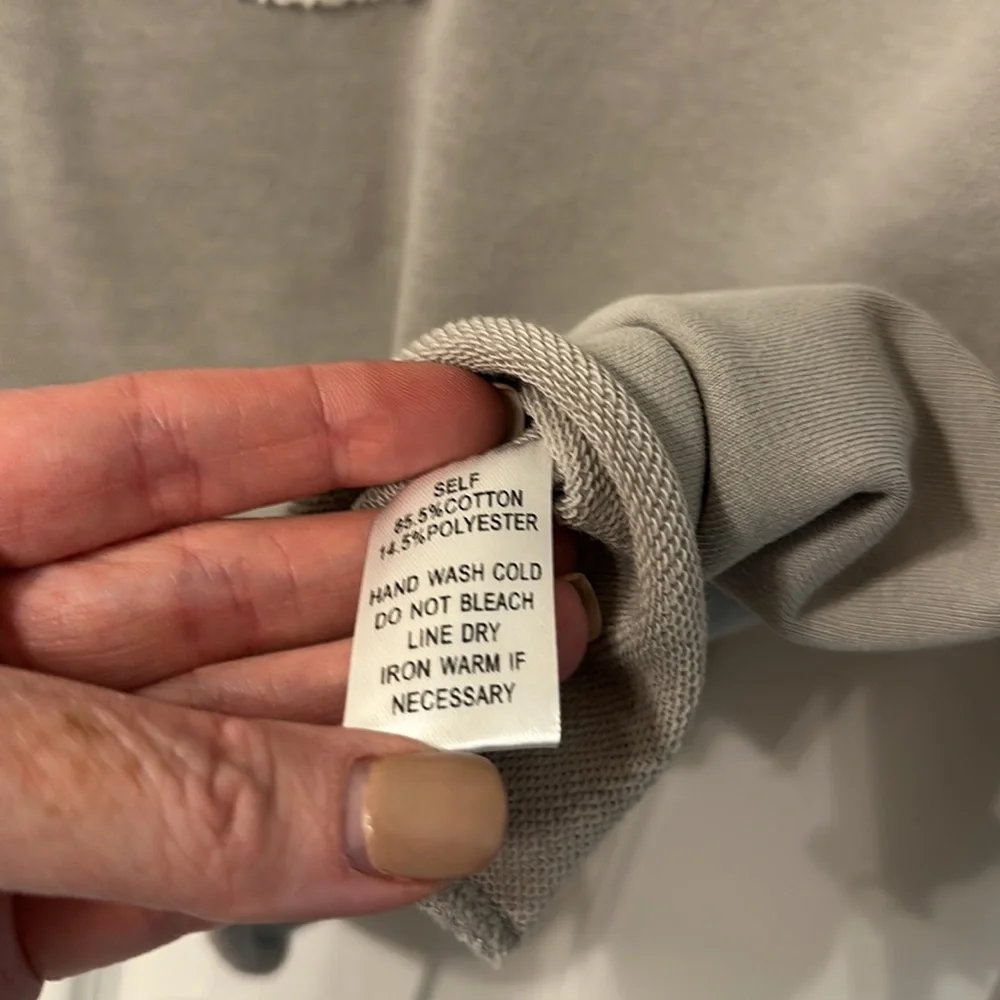 SELF
85.5%COTTON
14.5%POLYESTER
HAND WASH COLD
DO NOT BLEACH
LINE DRY
IRON WARM IF
NECESSARY